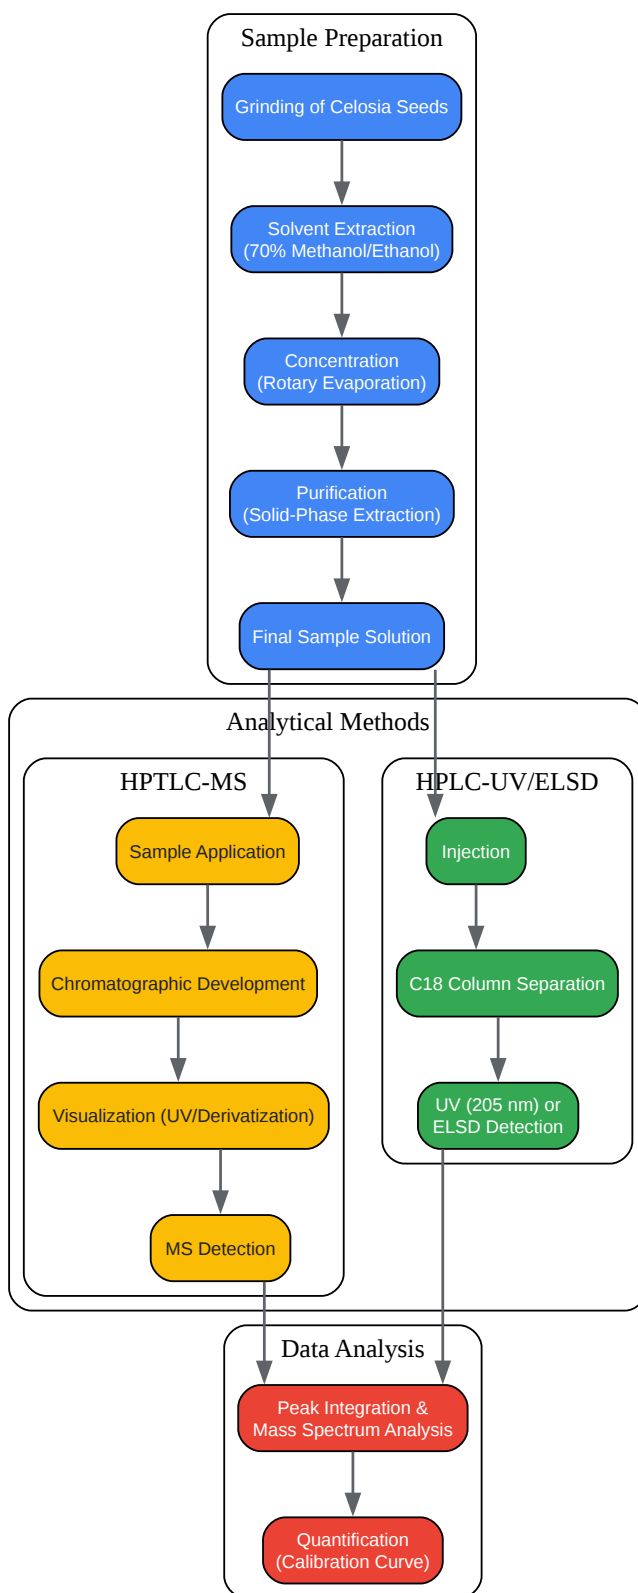 Sample Preparation
Grinding of Celosia Seeds
Solvent Extraction
(70% Methanol/Ethanol)
Concentration
(Rotary Evaporation)
Purification
(Solid-Phase Extraction)
Final Sample Solution
Analytical Methods
HPTLC-MS
Sample Application
Chromatographic Development
Visualization (UV/Derivatization)
MS Detection
HPLC-UV/ELSD
Injection
C18 Column Separation
UV (205 nm) or
ELSD Detection
Data Analysis
Peak Integration &
Mass Spectrum Analysis
Quantification
(Calibration Curve)